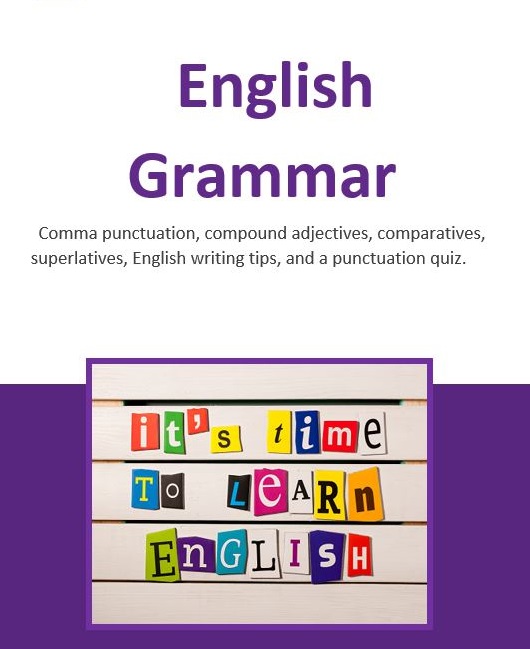 English
Grammar
Comma punctuation, compound adjectives, comparatives,
superlatives, English writing tips, and a punctuation quiz.
it's time
To LeARn
EnGLISH